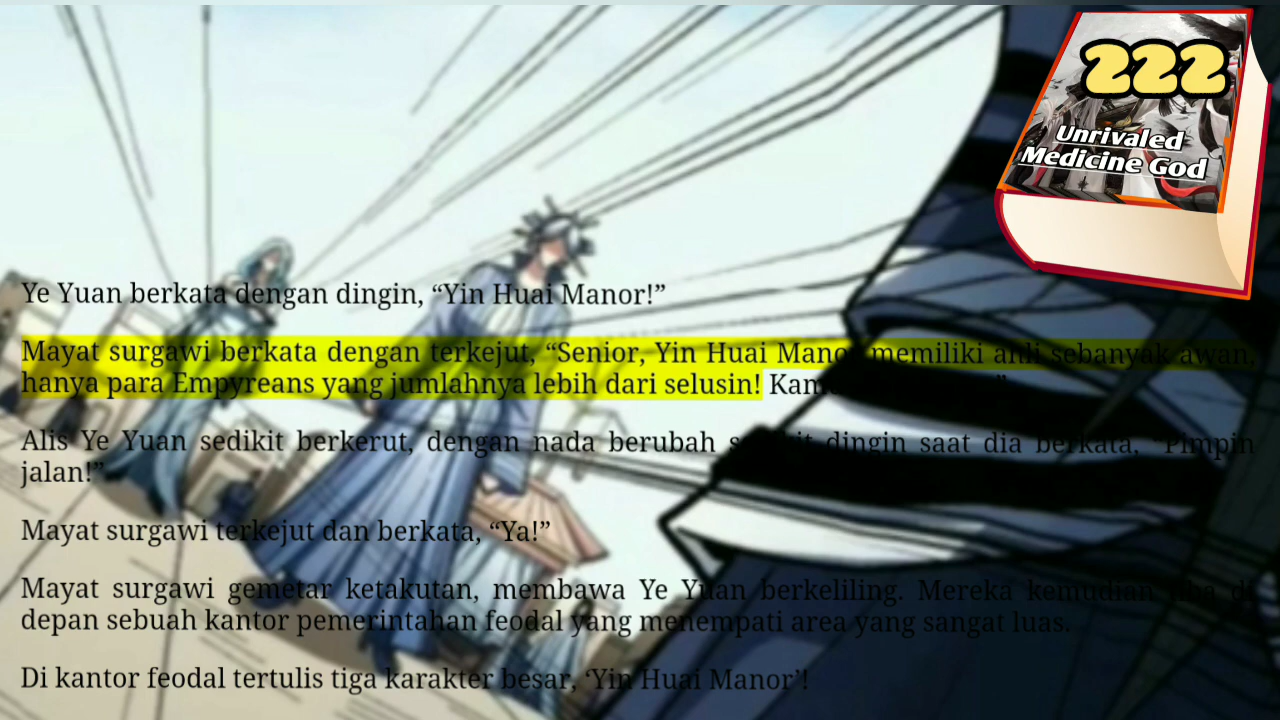 222
Unrivaled
Medicine God
Ye Yuan berkata dengan dingin, “Yin Huai Manor!”
Mayat surgawi berkata dengan terkejut, “Senior, Yin Huai Manor memiliki ahli sebanyak awan,
hanya para Empyreans yang jumlahnya lebih dari selusin!
Alis Ye Yuan sedikit berkerut, dengan nada berubah sedikit dingin saat dia berkata, “Pimpin
jalan!”
Mayat surgawi terkejut dan berkata, “Ya!”
Mayat surgawi gemetar ketakutan, membawa Ye Yuan berkeliling. Mereka kemudian tiba di
depan sebuah kantor pemerintahan feodal yang menempati area yang sangat luas.
Di kantor feodal tertulis tiga karakter besar, ‘Yin Huai Manor’!